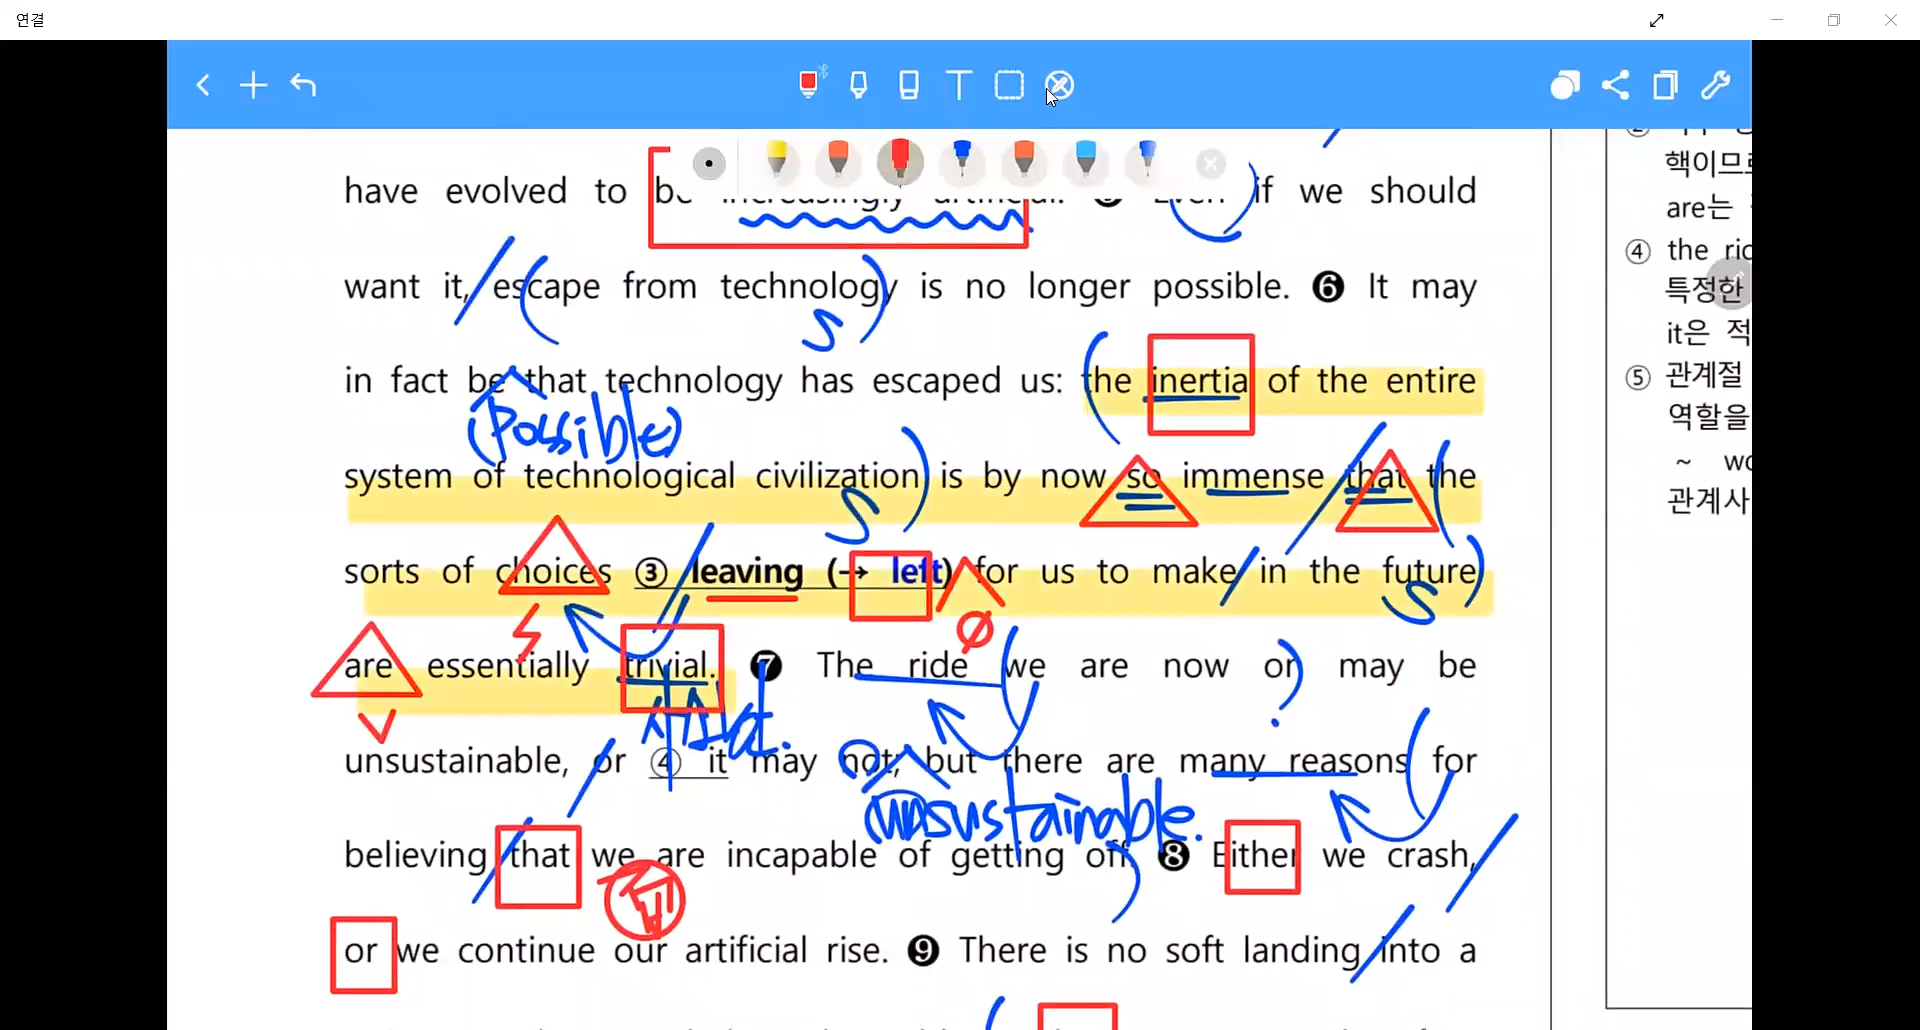 연결
have evolved to be increasingly artificial. ❺ Even if we should
want it, escape from technology is no longer possible. ❻ It may
in fact be that technology has escaped us: the inertia of the entire
(possible)
system of technological civilization is by now so immense that the
S
S
sorts of choices ③ leaving (→ left) for us to make in the future
S
Ø
are essentially trivial. ❼ The ride we are now on may be
V
?
unsustainable, or ④ it may not; but there are many reasons for
unsustainable.
believing that we are incapable of getting off. ❽ Either we crash,
or we continue our artificial rise. ❾ There is no soft landing into a
핵이므로
are는
④ the ric
특정한
it은 적
⑤ 관계절
역할을
~ wo
관계사